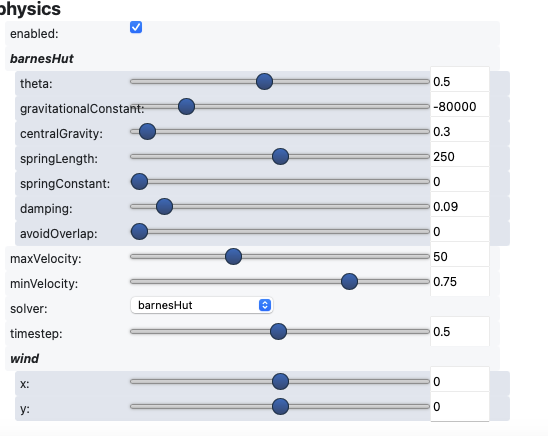 physics
enabled:
barnesHut
theta: 0.5
gravitationalConstant: -80000
centralGravity: 0.3
springLength: 250
springConstant: 0
damping: 0.09
avoidOverlap: 0
maxVelocity: 50
minVelocity: 0.75
solver: barnesHut
timestep: 0.5
wind
x: 0
y: 0